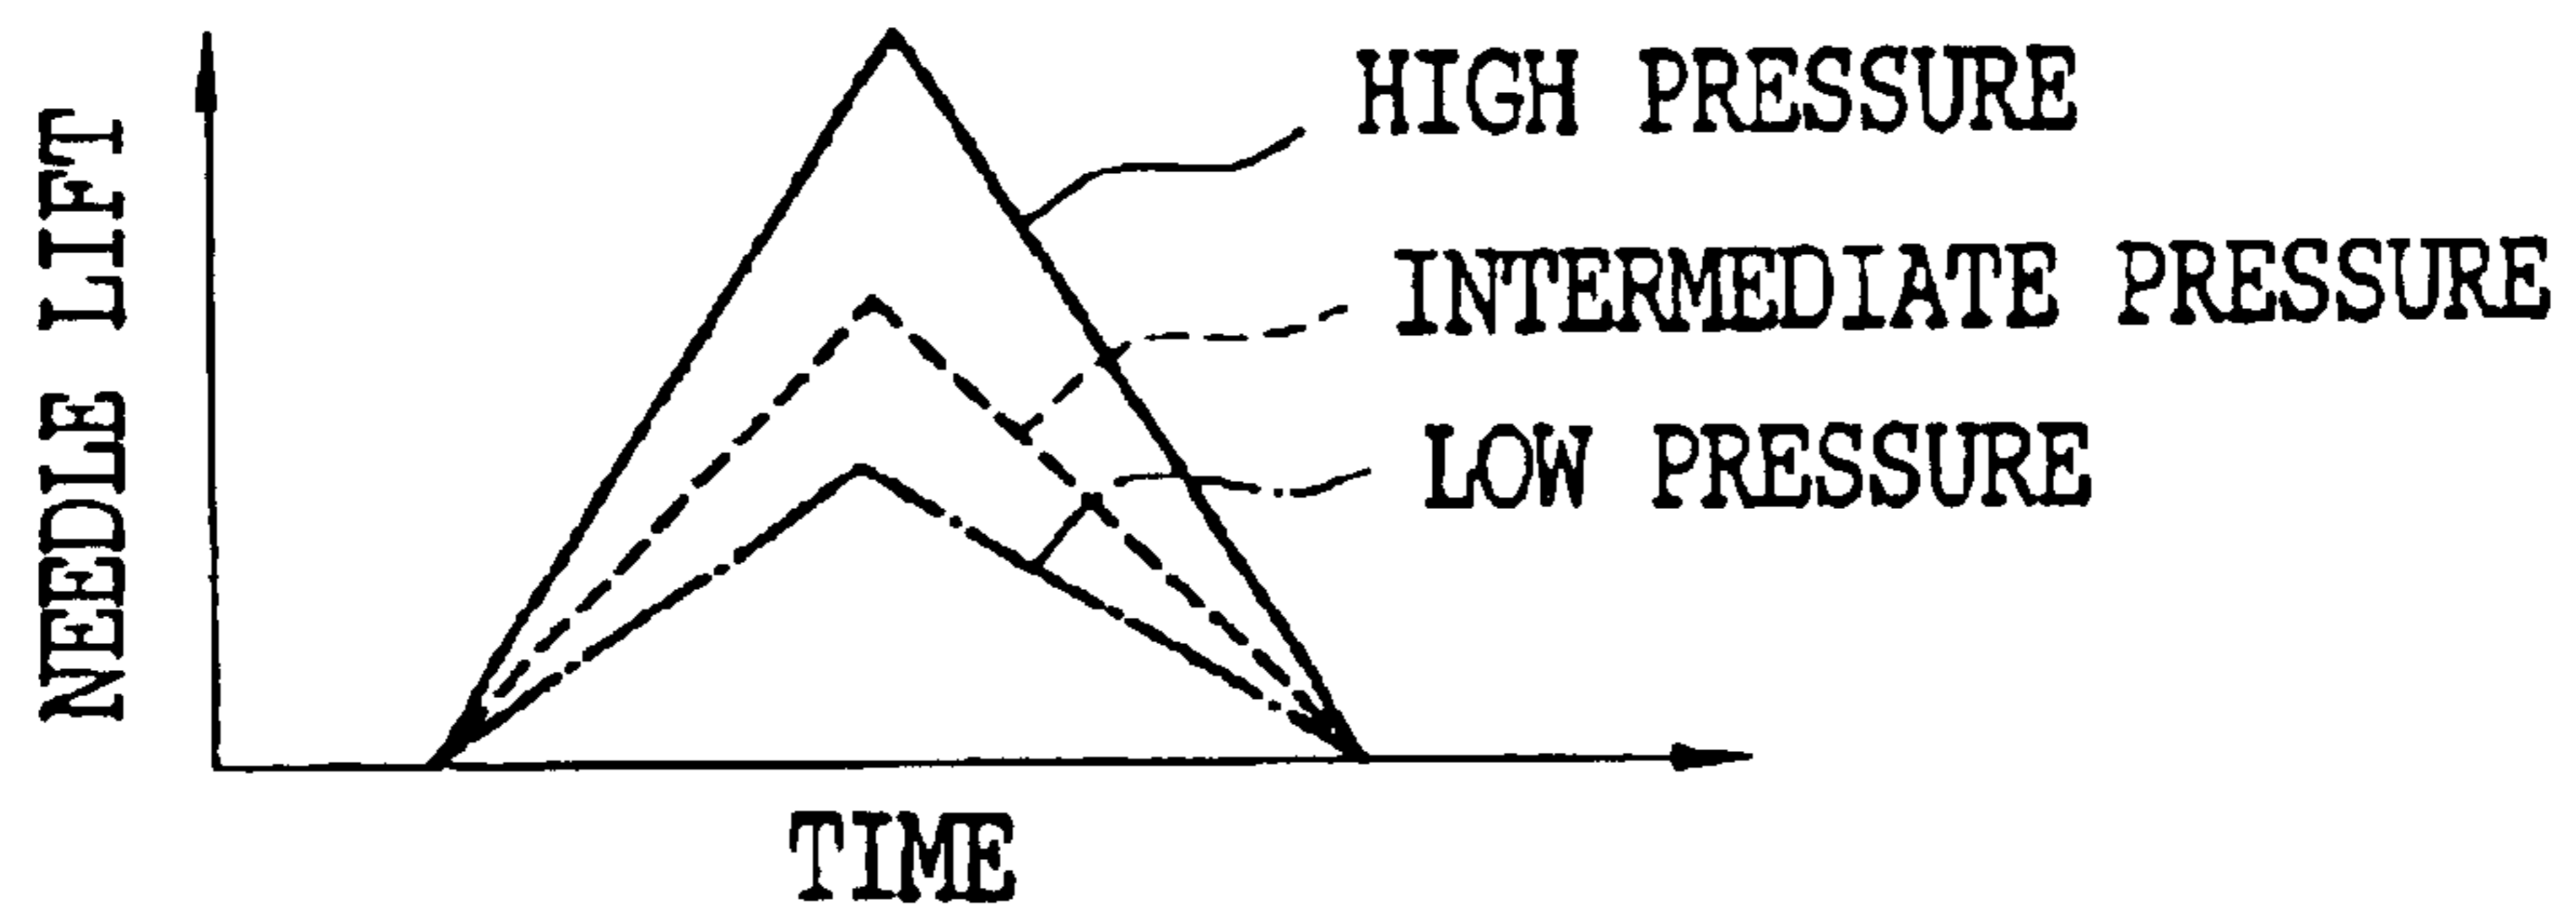 NEEDLE LIFT
HIGH PRESSURE
INTERMEDIATE PRESSURE
LOW PRESSURE
TIME